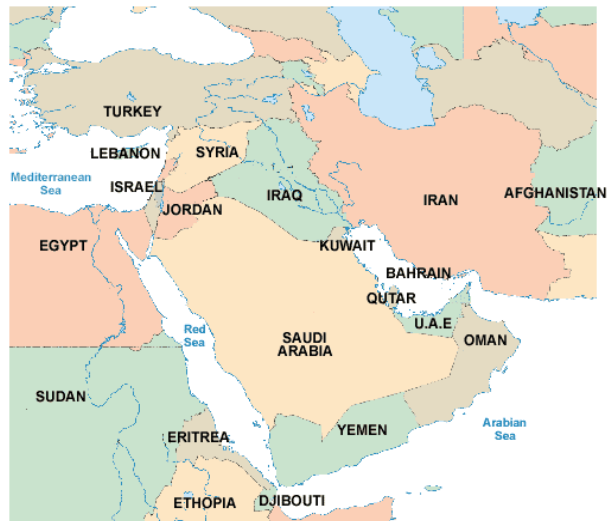 TURKEY
LEBANON
SYRIA
Mediterranean
Sea
ISRAEL
IRAQ
IRAN
AFGHANISTAN
JORDAN
EGYPT
KUWAIT
BAHRAIN
QUTAR
U.A.E
Red
Sea
SAUDI
ARABIA
OMAN
SUDAN
YEMEN
Arabian
Sea
ERITREA
ETHOPIA
DJIBOUTI